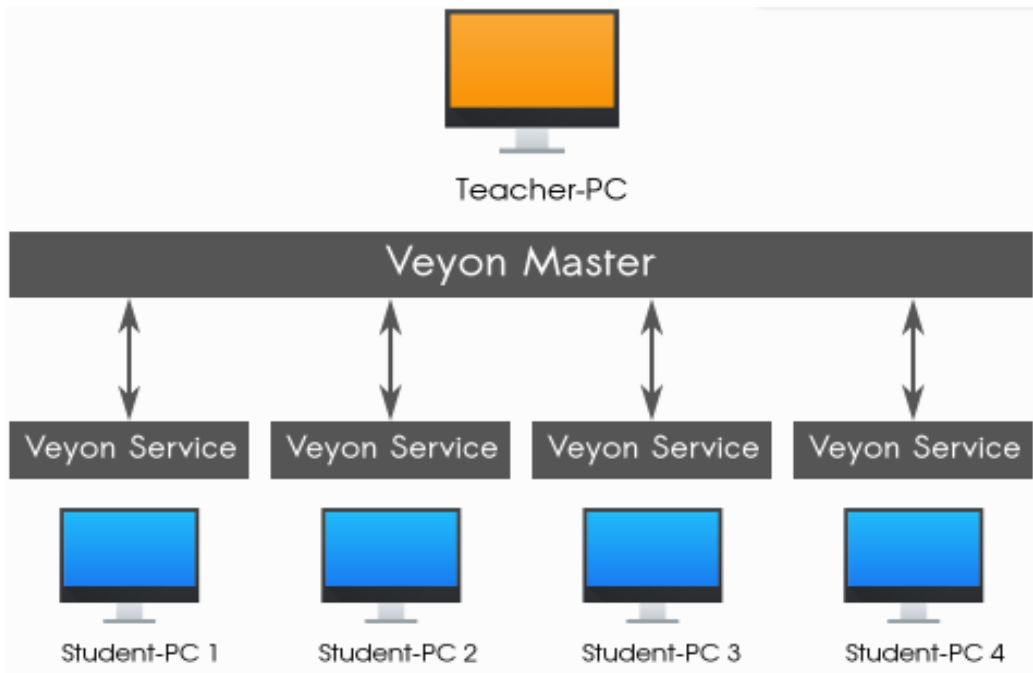 Teacher-PC
Veyon Master
Veyon Service Veyon Service Veyon Service Veyon Service
Student-PC 1 Student-PC 2 Student-PC 3 Student-PC 4